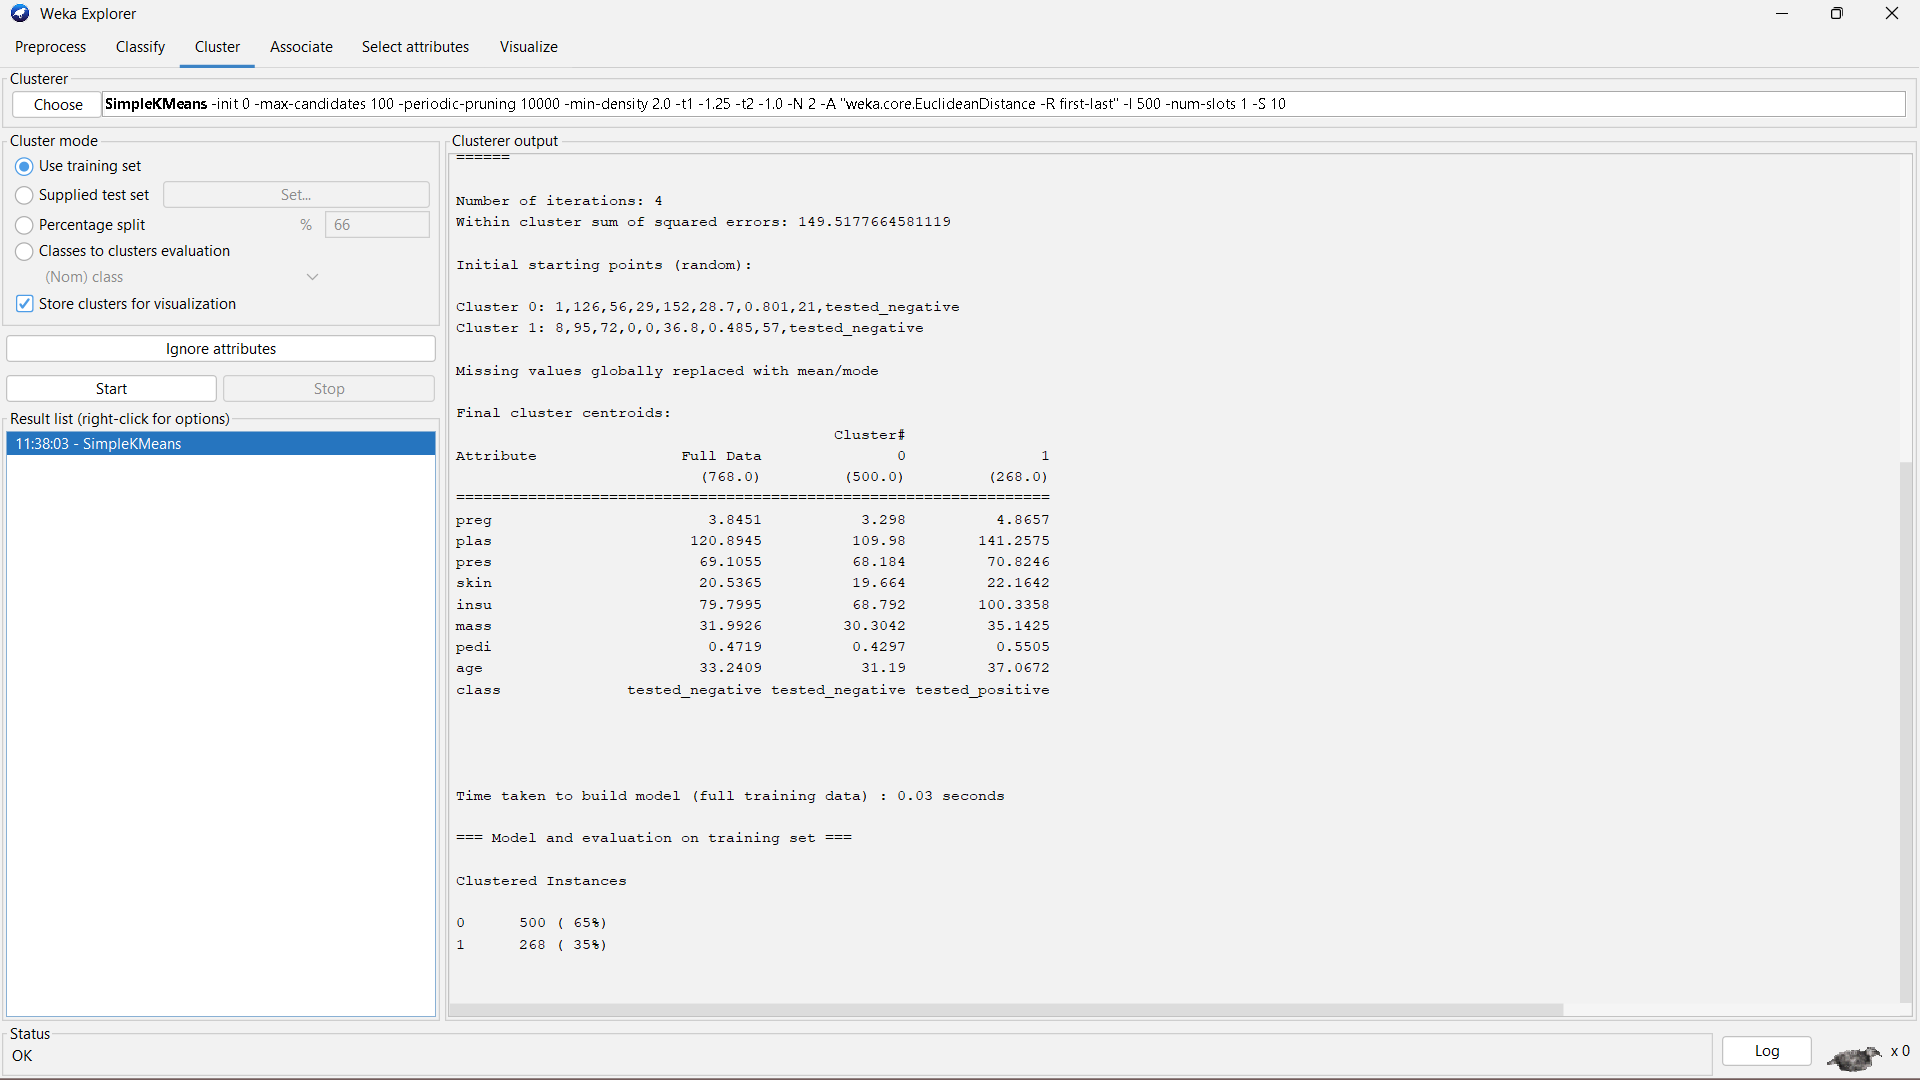 Weka Explorer
Preprocess Classify Cluster Associate Select attributes Visualize
Clusterer
Choose SimpleKMeans -init 0 -max-candidates 100 -periodic-pruning 10000 -min-density 2.0 -t1 -1.25 -t2 -1.0 -N 2 -A "weka.core.EuclideanDistance -R first-last" -I 500 -num-slots 1 -S 10
Cluster mode
Use training set
Supplied test set Set...
Percentage split % 66
Classes to clusters evaluation
(Nom) class
Store clusters for visualization
Ignore attributes
Start Stop
Result list (right-click for options)
11:38:03 - SimpleKMeans
Clusterer output
======
Number of iterations: 4
Within cluster sum of squared errors: 149.5177664581119
Initial starting points (random):
Cluster 0: 1,126,56,29,152,28.7,0.801,21,tested_negative
Cluster 1: 8,95,72,0,0,36.8,0.485,57,tested_negative
Missing values globally replaced with mean/mode
Final cluster centroids:
Cluster#
Attribute Full Data 0 1
(768.0) (500.0) (268.0)
==================================================================
preg 3.8451 3.298 4.8657
plas 120.8945 109.98 141.2575
pres 69.1055 68.184 70.8246
skin 20.5365 19.664 22.1642
insu 79.7995 68.792 100.3358
mass 31.9926 30.3042 35.1425
pedi 0.4719 0.4297 0.5505
age 33.2409 31.19 37.0672
class tested_negative tested_negative tested_positive
Time taken to build model (full training data) : 0.03 seconds
=== Model and evaluation on training set ===
Clustered Instances
0 500 ( 65%)
1 268 ( 35%)
Status
OK
Log x 0